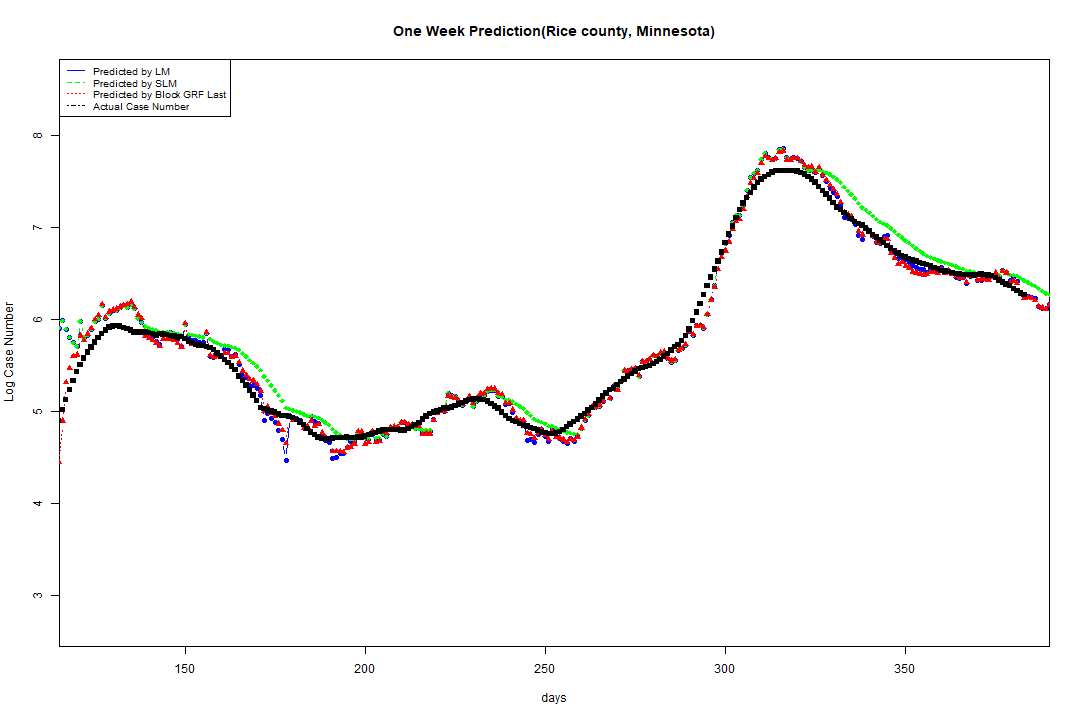 One Week Prediction(Rice county, Minnesota)
Predicted by LM
Predicted by SLM
Predicted by Block GRF Last
Actual Case Number
Log Case Number
8
7
6
5
4
3
150
200
250
300
350
days